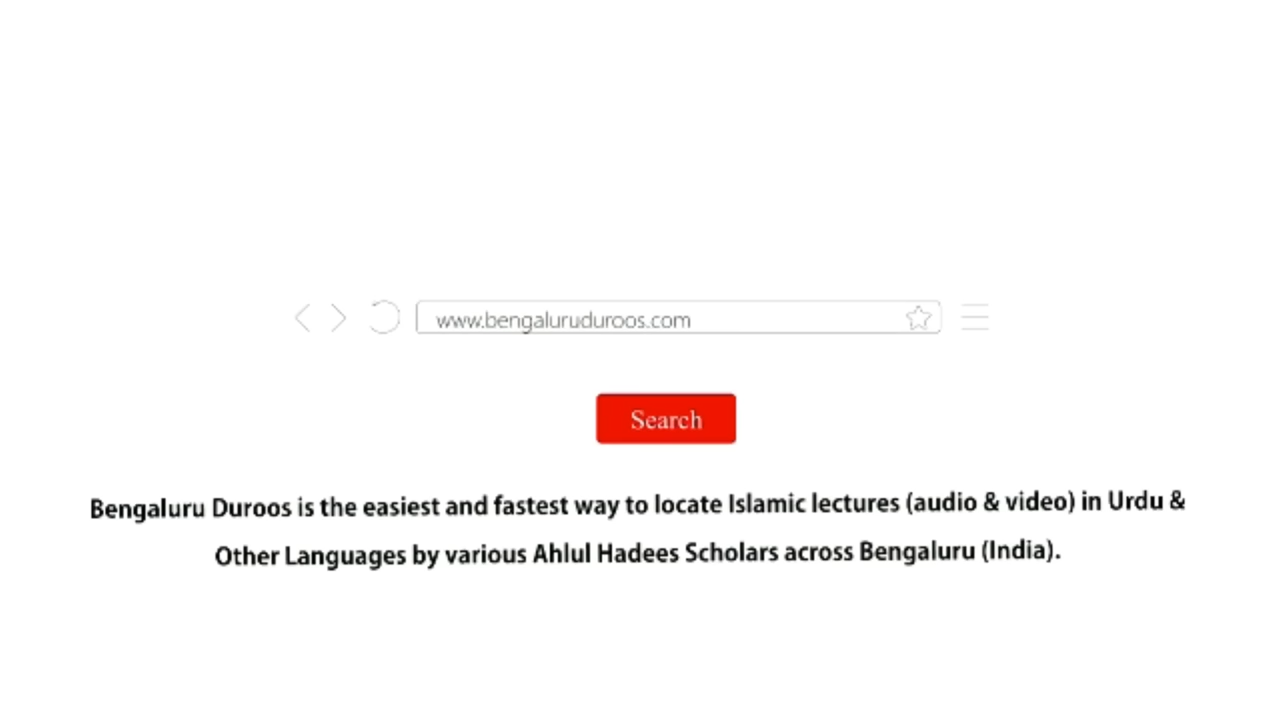 www.bengaluruduroos.com
Search
Bengaluru Duroos is the easiest and fastest way to locate Islamic lectures (audio & video) in Urdu &
Other Languages by various Ahlul Hadees Scholars across Bengaluru (India).